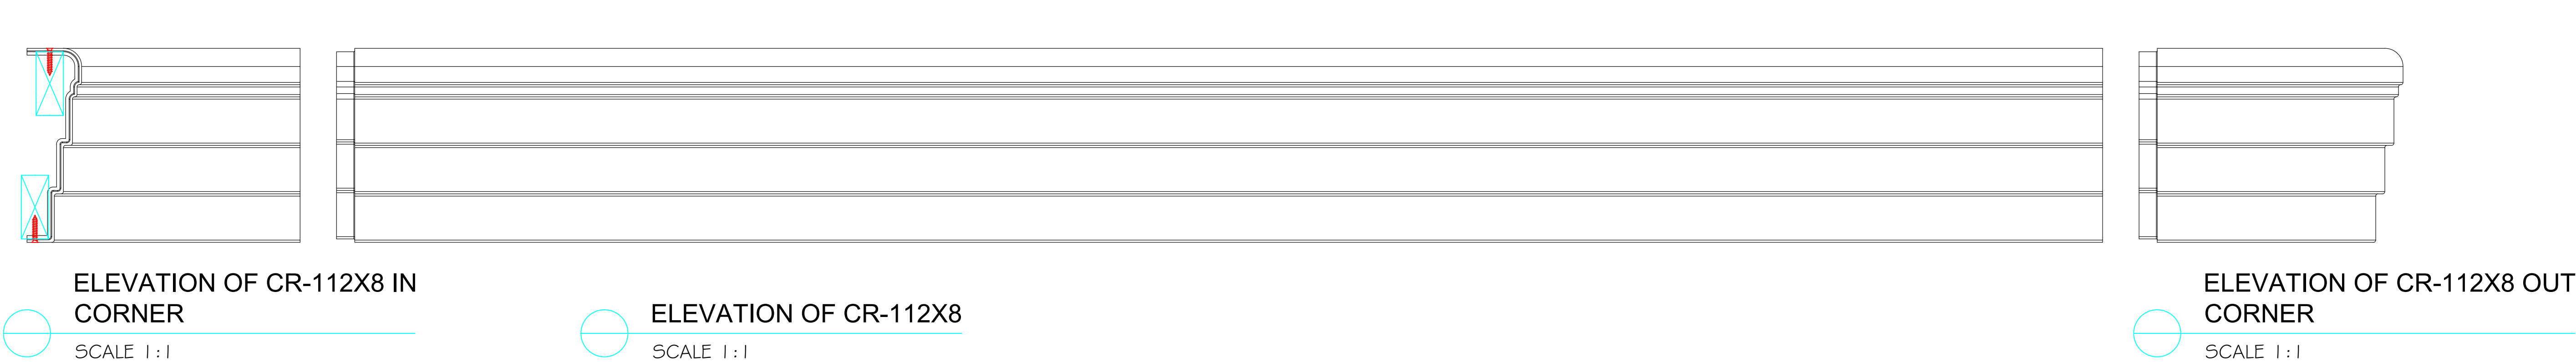 ELEVATION OF CR-112X8 IN
CORNER
SCALE 1:1
ELEVATION OF CR-112X8
SCALE 1:1
ELEVATION OF CR-112X8 OUT
CORNER
SCALE 1:1